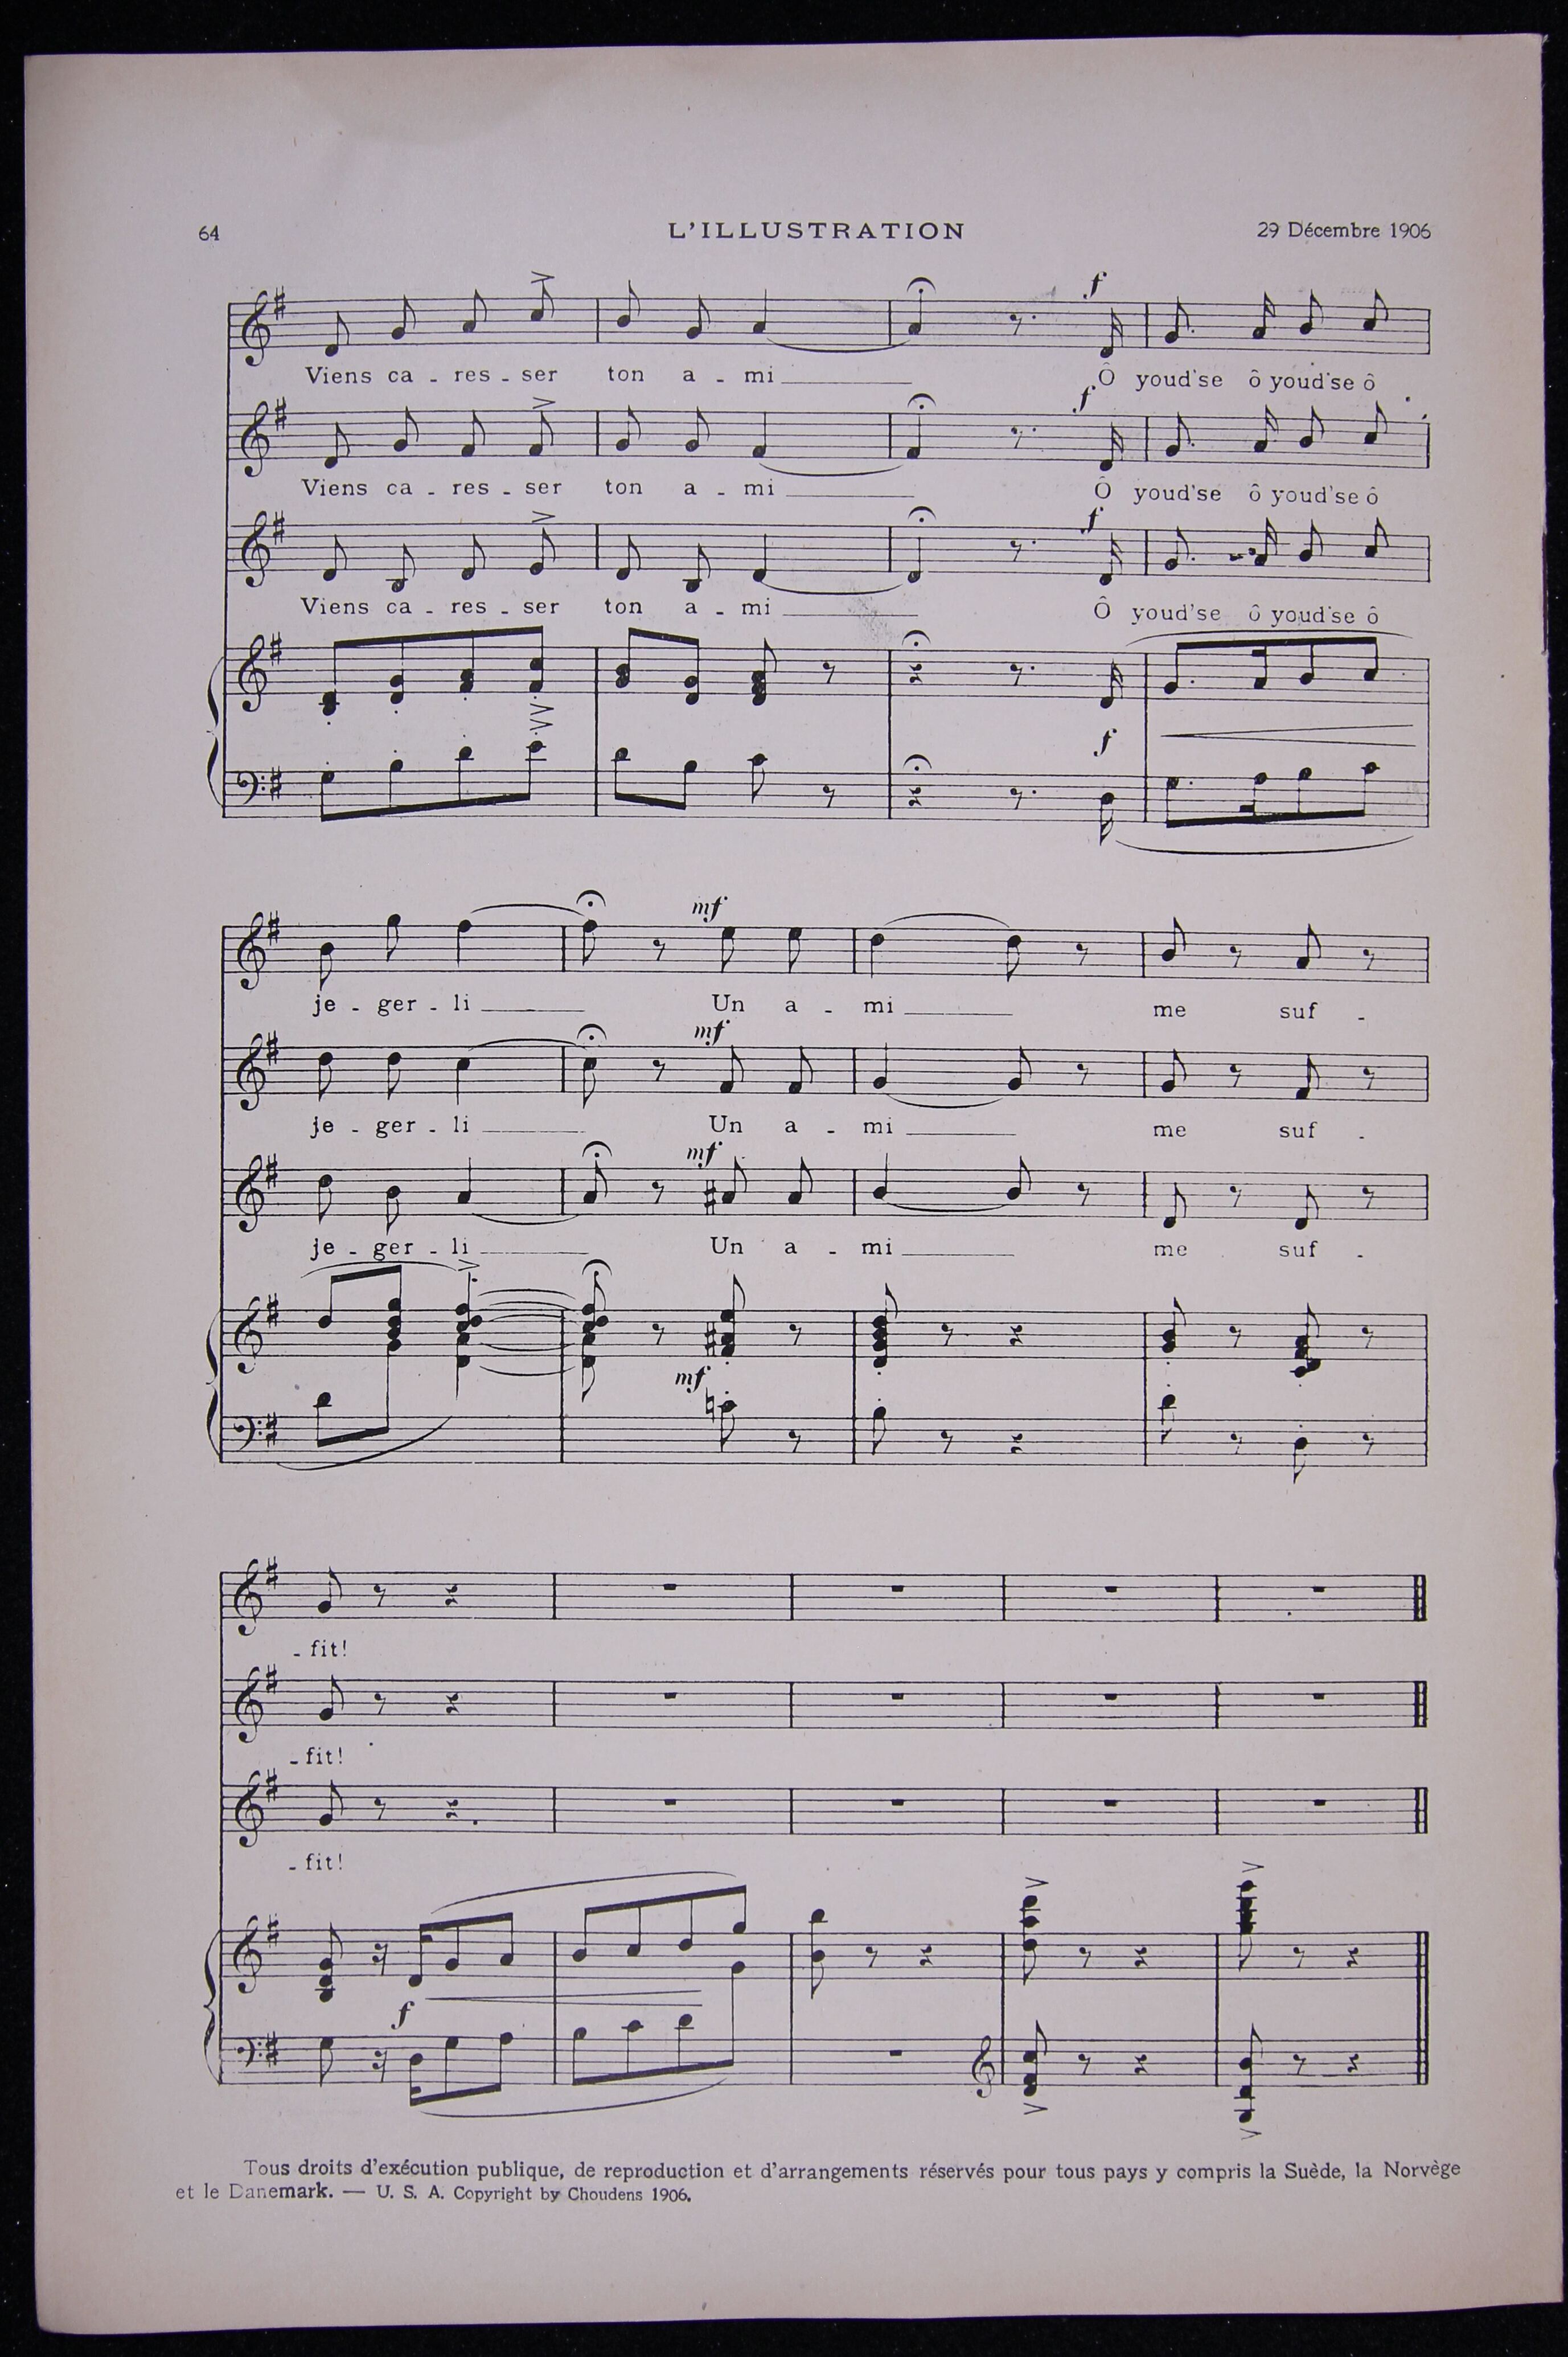 64 L'ILLUSTRATION 29 Décembre 1906
f
Viens ca - res - ser ton a - mi Ô youd'se ô youd'se ô
f
Viens ca - res - ser ton a - mi Ô youd'se ô youd'se ô
f
Viens ca - res - ser ton a - mi Ô youd'se ô youd'se ô
f
mf
je - ger - li Un a - mi me suf -
mf
je - ger - li Un a - mi me suf -
mf
je - ger - li Un a - mi me suf -
mf
- fit!
- fit!
- fit!
f
Tous droits d'exécution publique, de reproduction et d'arrangements réservés pour tous pays y compris la Suède, la Norvège
et le Danemark. — U. S. A. Copyright by Choudens 1906.